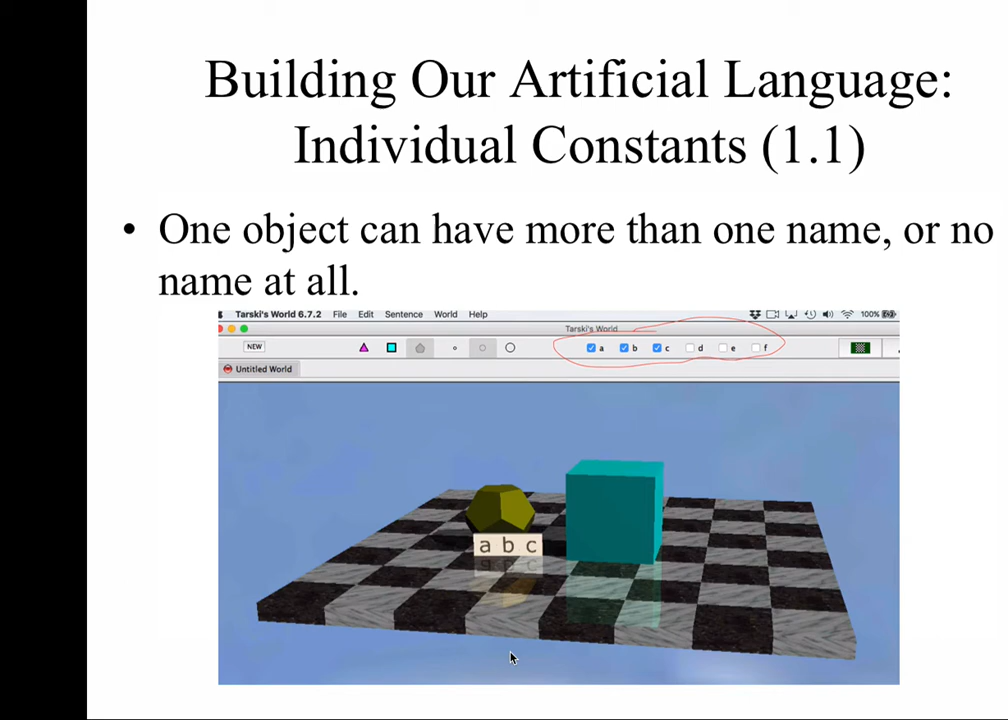 Building Our Artificial Language:
Individual Constants (1.1)
• One object can have more than one name, or no
name at all.
Tarski's World 6.7.2 File Edit Sentence World Help 100%
Tarski's World
NEW a b c d e f
Untitled World
a b c